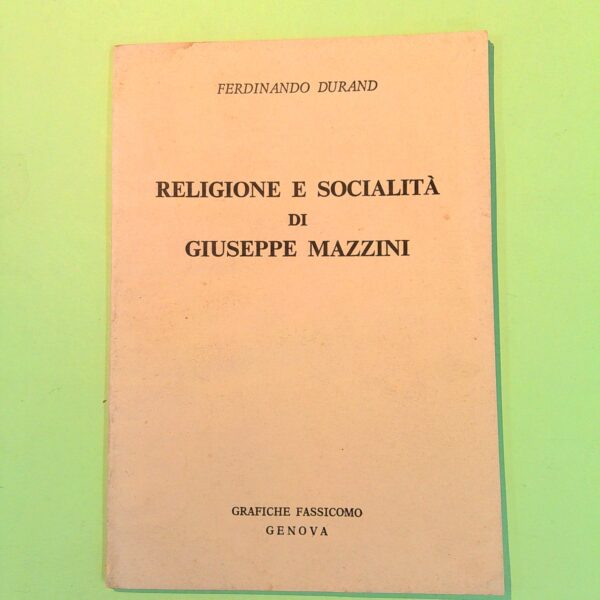 FERDINANDO DURAND
RELIGIONE E SOCIALITÀ
DI
GIUSEPPE MAZZINI
GRAFICHE FASSICOMO
GENOVA